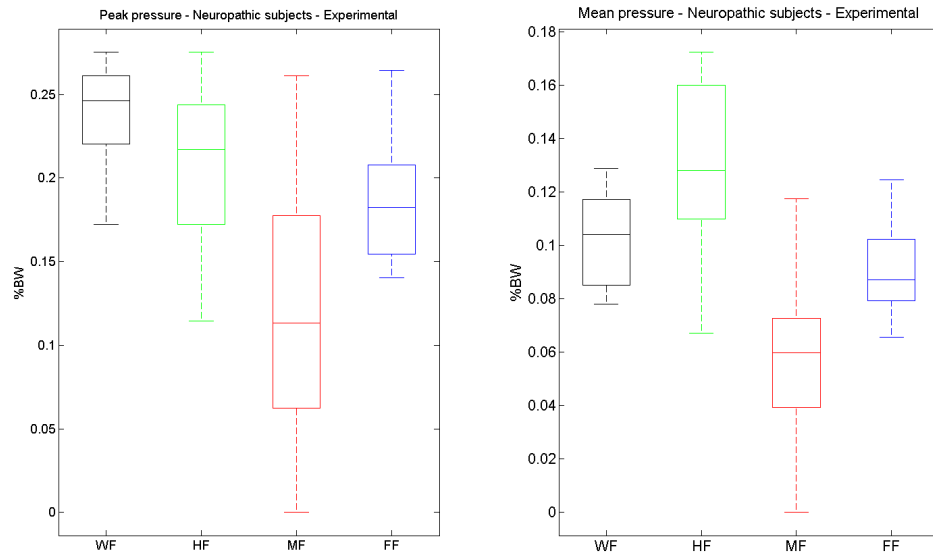 Peak pressure - Neuropathic subjects - Experimental
0.25
0.2
0.15
0.1
0.05
0
%BW
WF HF MF FF
Mean pressure - Neuropathic subjects - Experimental
0.18
0.16
0.14
0.12
0.1
0.08
0.06
0.04
0.02
0
%BW
WF HF MF FF